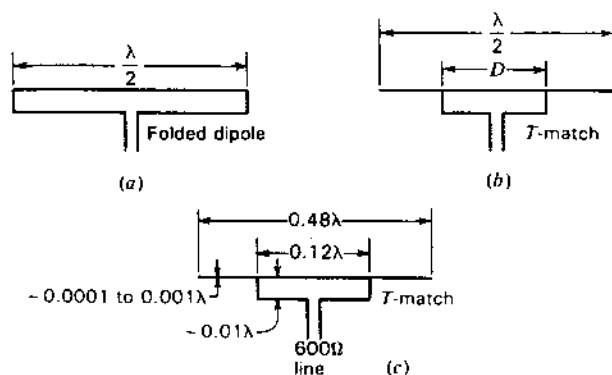 λ
2
Folded dipole
(a)
λ
2
D
T-match
(b)
0.48λ
0.12λ
~0.0001 to 0.001λ
T-match
~0.01λ
600Ω
line
(c)